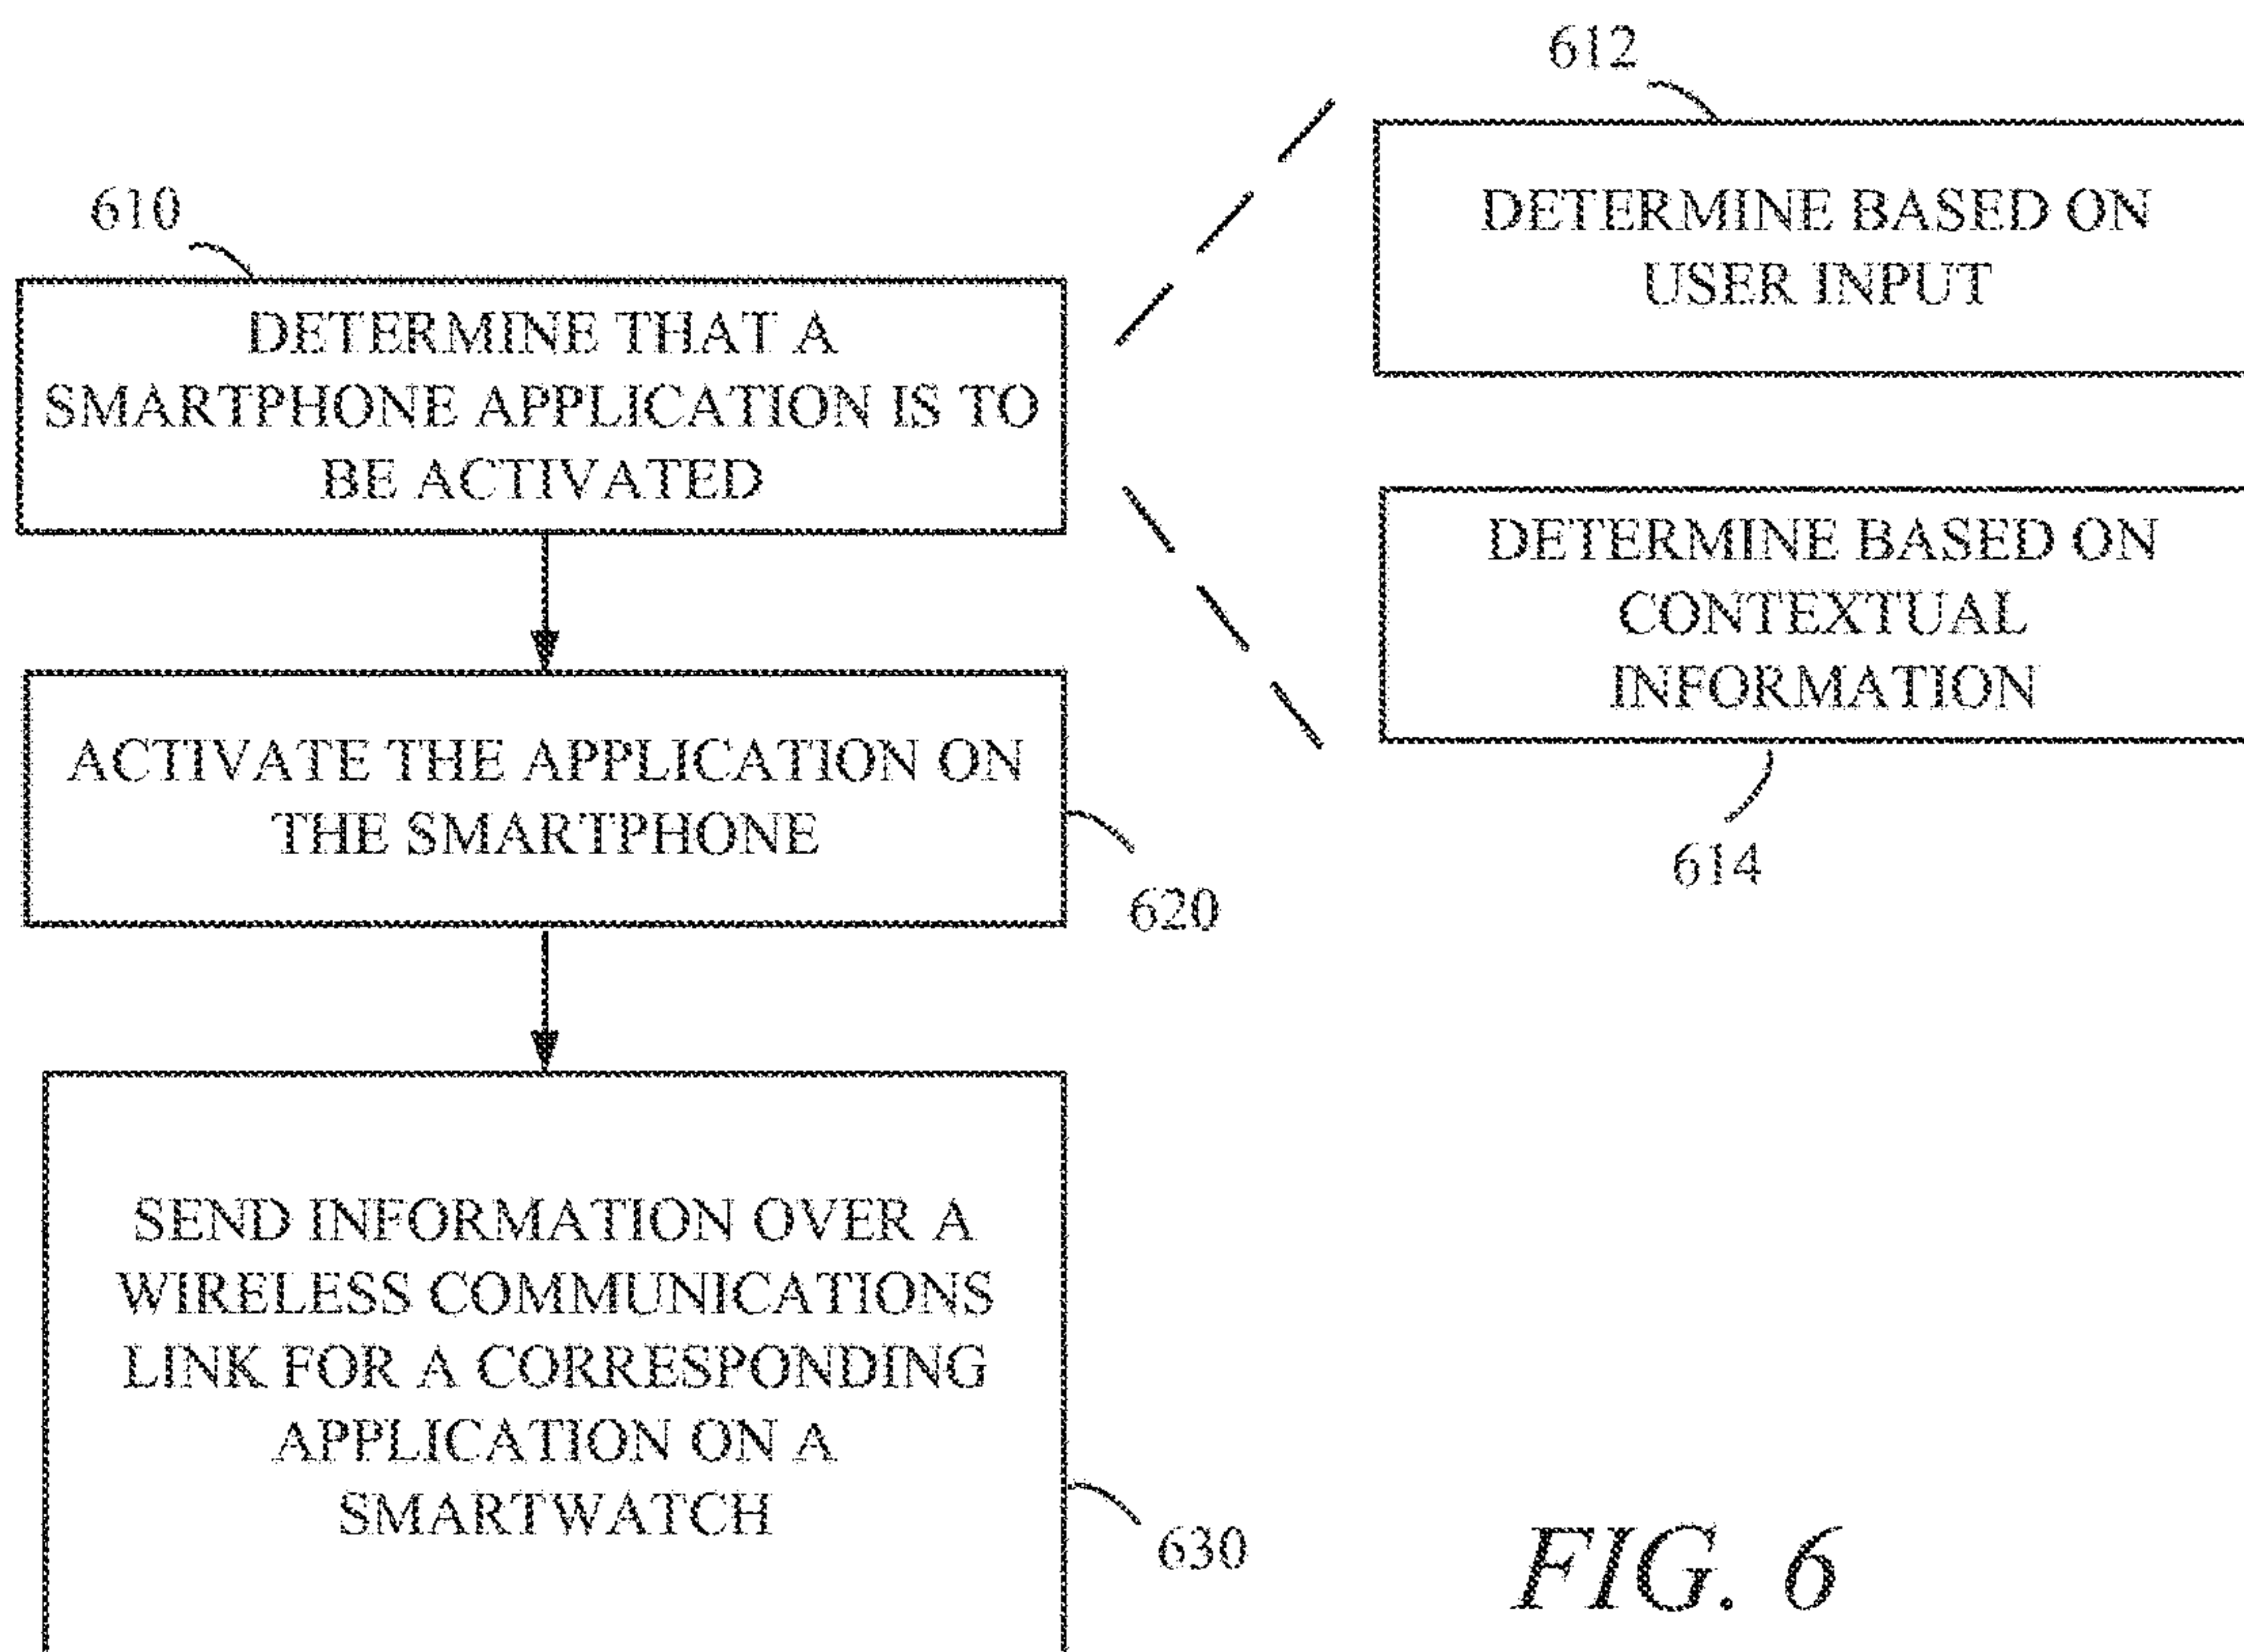 610
DETERMINE THAT A
SMARTPHONE APPLICATION IS TO
BE ACTIVATED
612
DETERMINE BASED ON
USER INPUT
DETERMINE BASED ON
CONTEXTUAL
INFORMATION
614
ACTIVATE THE APPLICATION ON
THE SMARTPHONE
620
SEND INFORMATION OVER A
WIRELESS COMMUNICATIONS
LINK FOR A CORRESPONDING
APPLICATION ON A
SMARTWATCH
630
FIG. 6